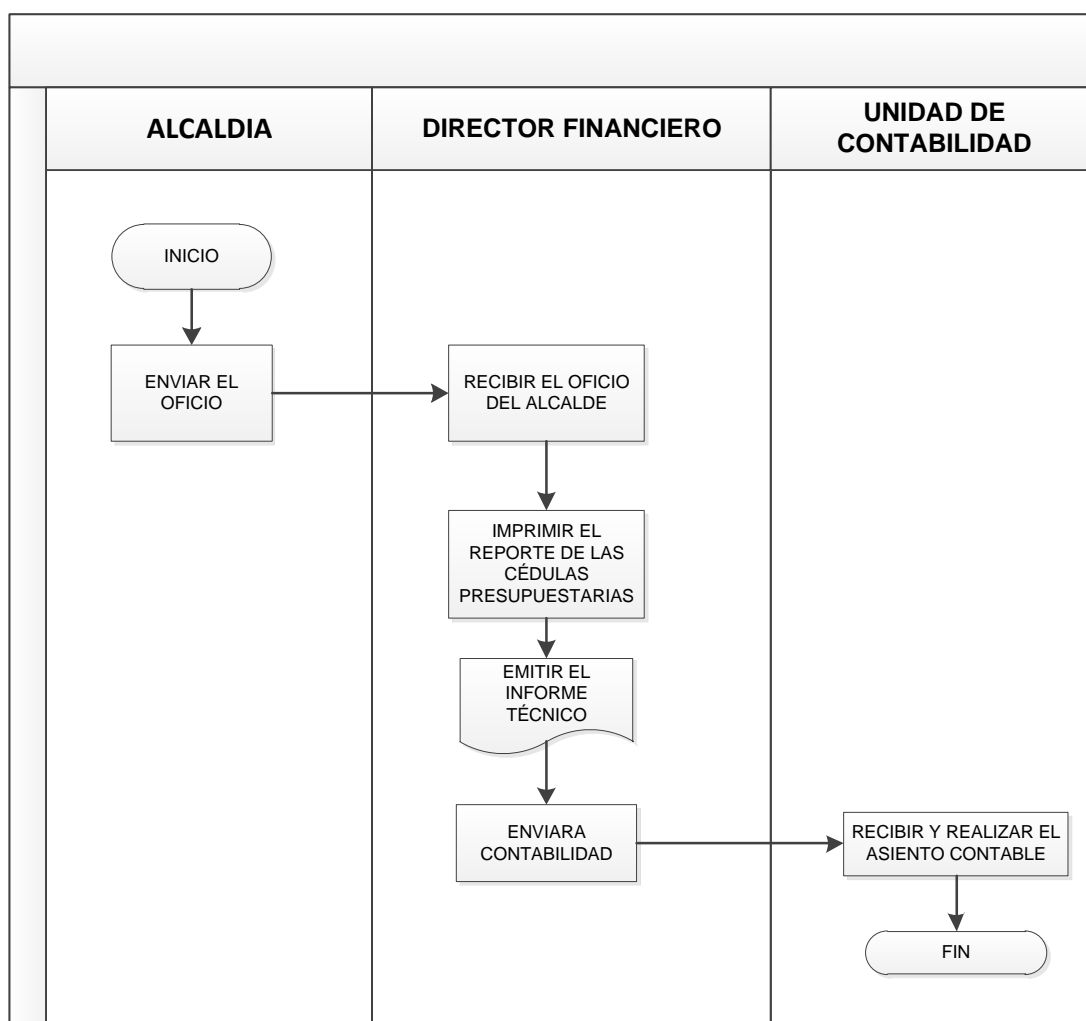 ALCALDIA
DIRECTOR FINANCIERO
UNIDAD DE
CONTABILIDAD
INICIO
ENVIAR EL
OFICIO
RECIBIR EL OFICIO
DEL ALCALDE
IMPRIMIR EL
REPORTE DE LAS
CÉDULAS
PRESUPUESTARIAS
EMITIR EL
INFORME
TÉCNICO
ENVIARA
CONTABILIDAD
RECIBIR Y REALIZAR EL
ASIENTO CONTABLE
FIN